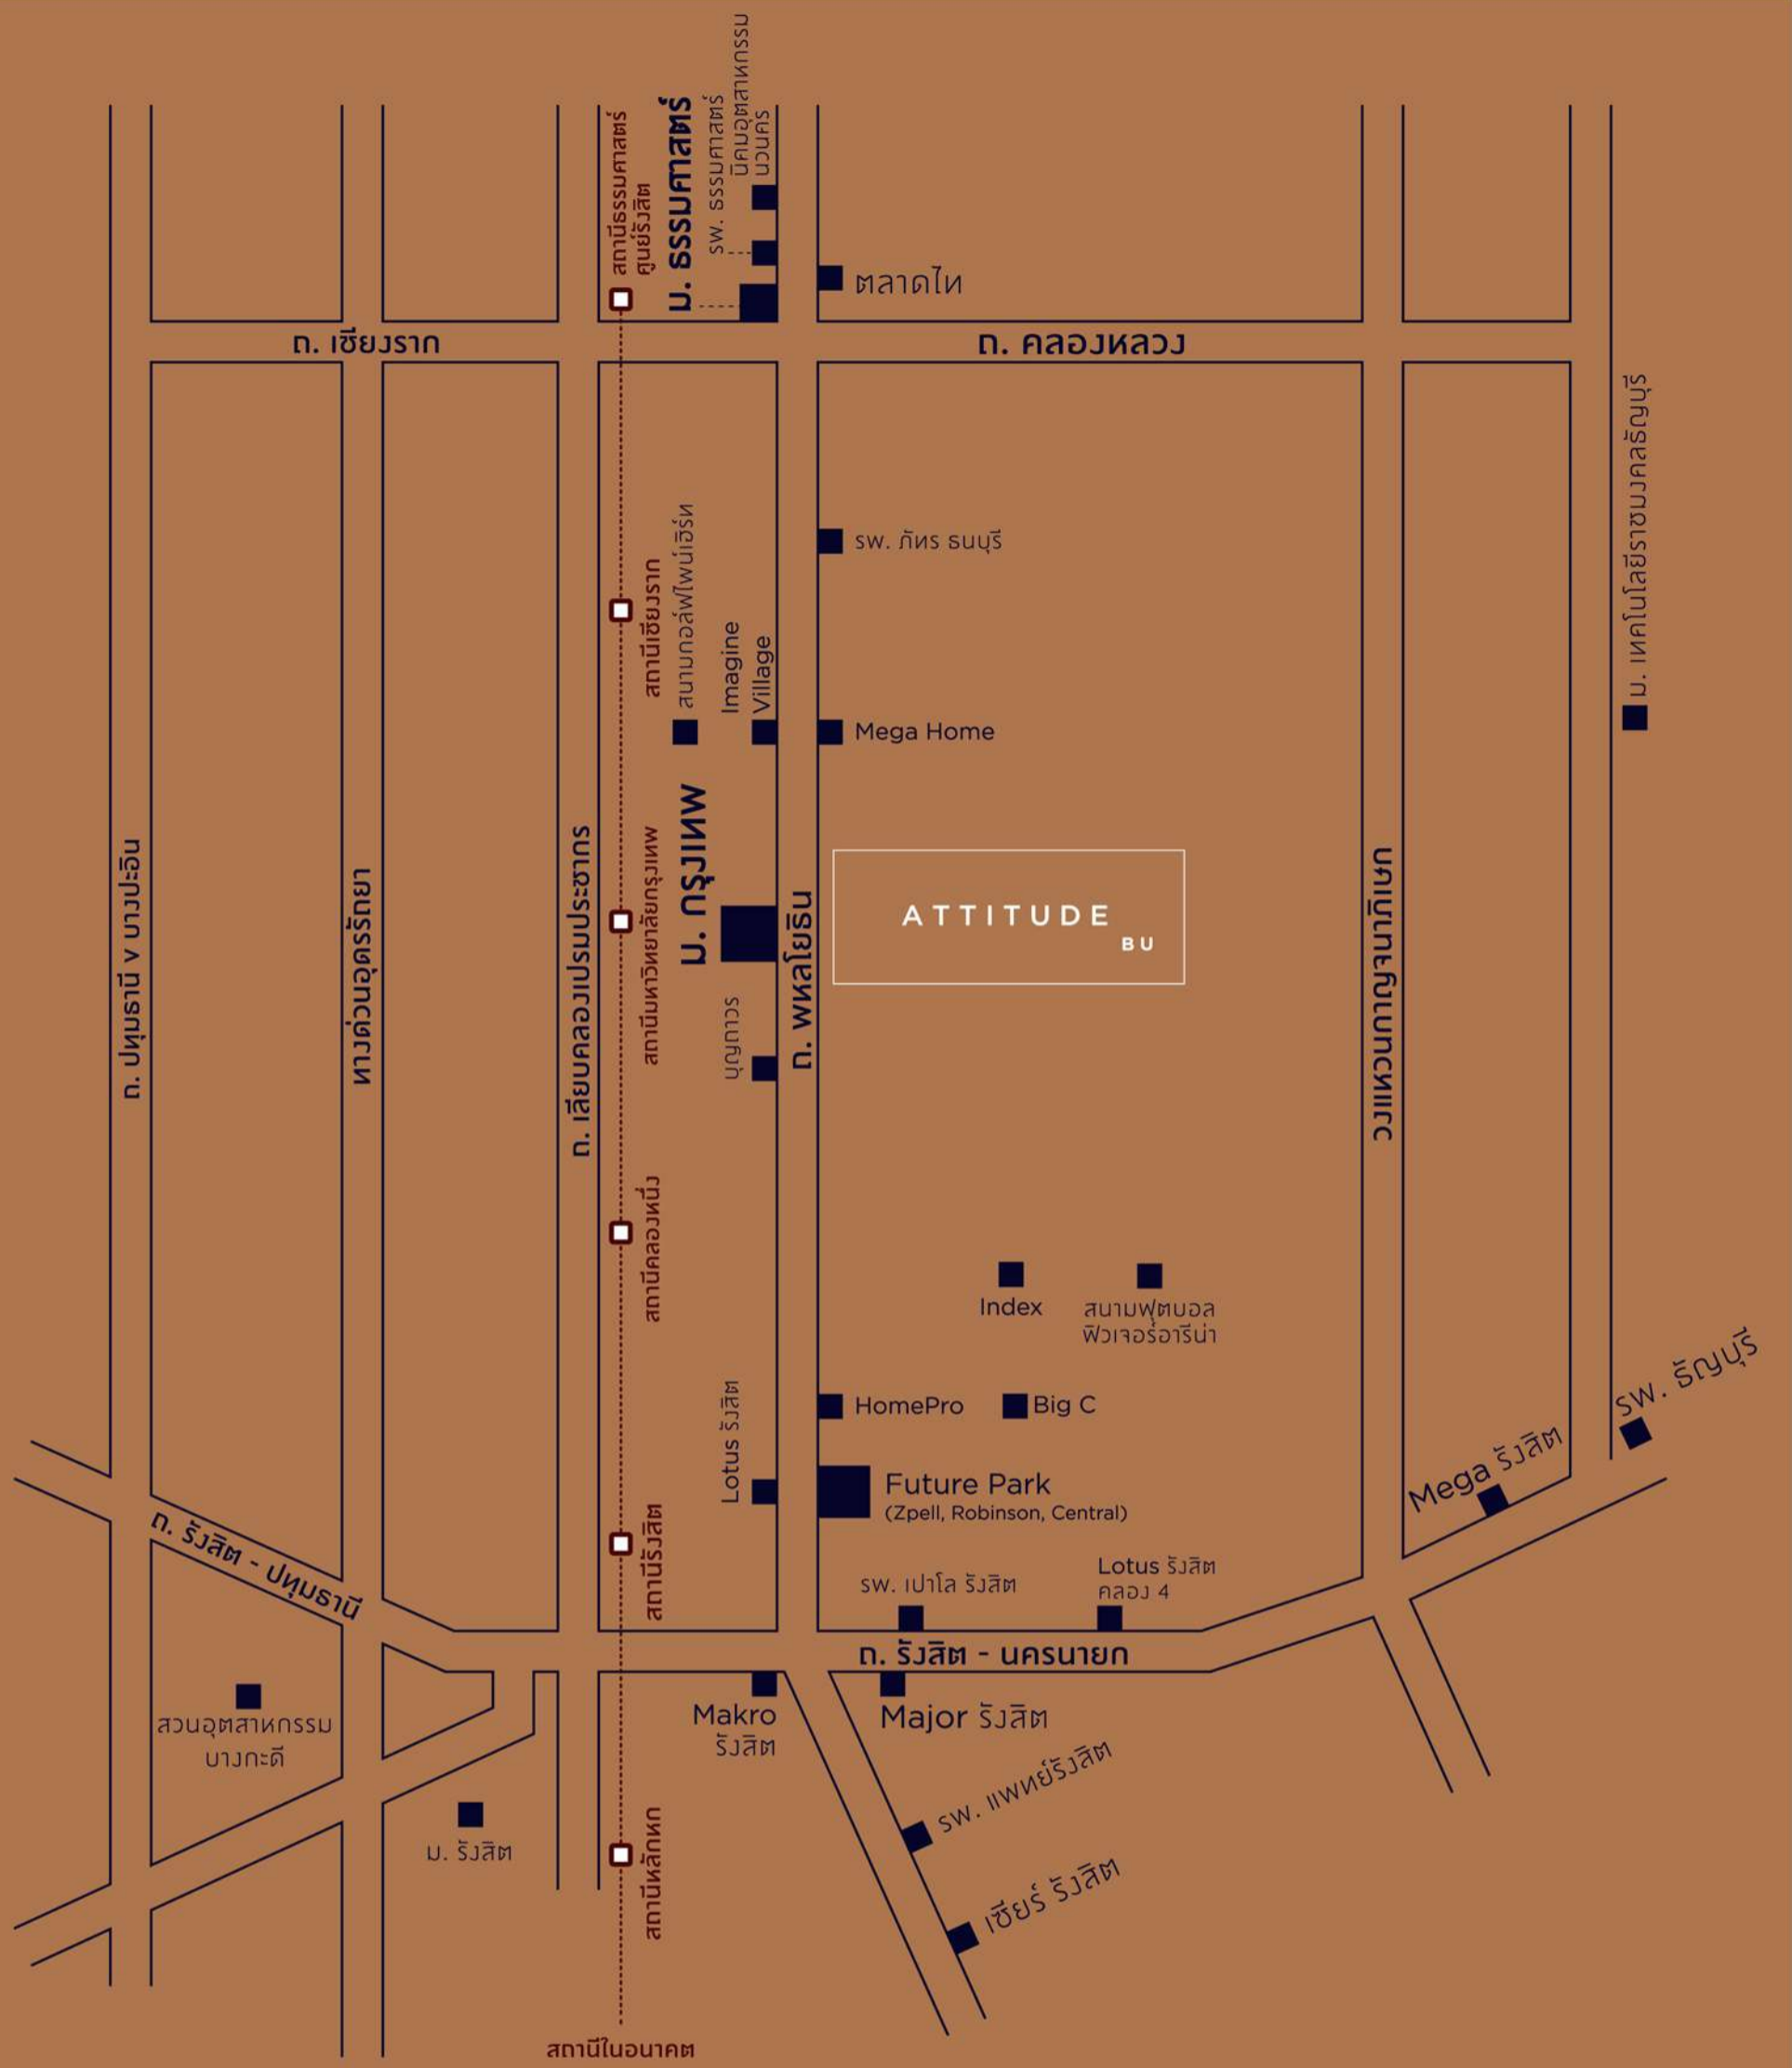 สถานีธรรมศาสตร์
ศูนย์รังสิต
ม. ธรรมศาสตร์
รพ. ธรรมศาสตร์
นิคมอุตสาหกรรม
นวนคร
ตลาดไท
ถ. เชียงราก
ถ. คลองหลวง
ม. เทคโนโลยีราชมงคลธัญบุรี
รพ. ภัทร ธนบุรี
สถานีเชียงราก
สนามกอล์ฟไพน์เฮิร์ท
Imagine
Village
Mega Home
ถ. ปทุมธานี v บางปะอิน
ทางด่วนอุดรรัถยา
ถ. เลียบคลองเปรมประชากร
สถานีมหาวิทยาลัยกรุงเทพ
ม. กรุงเทพ
บุญถาวร
ถ. พหลโยธิน
ATTITUDE
BU
วงแหวนกาญจนาภิเษก
สถานีคลองหนึ่ง
Index
สนามฟุตบอล
ฟิวเจอร์อารีน่า
Lotus รังสิต
HomePro
Big C
Future Park
(Zpell, Robinson, Central)
รพ. ธัญบุรี
Mega รังสิต
ถ. รังสิต - ปทุมธานี
สถานีรังสิต
รพ. เปาโล รังสิต
Lotus รังสิต
คลอง 4
ถ. รังสิต - นครนายก
สวนอุตสาหกรรม
บางกะดี
Makro
รังสิต
Major รังสิต
รพ. แพทย์รังสิต
ม. รังสิต
สถานีหลักหก
เซียร์ รังสิต
สถานีในอนาคต